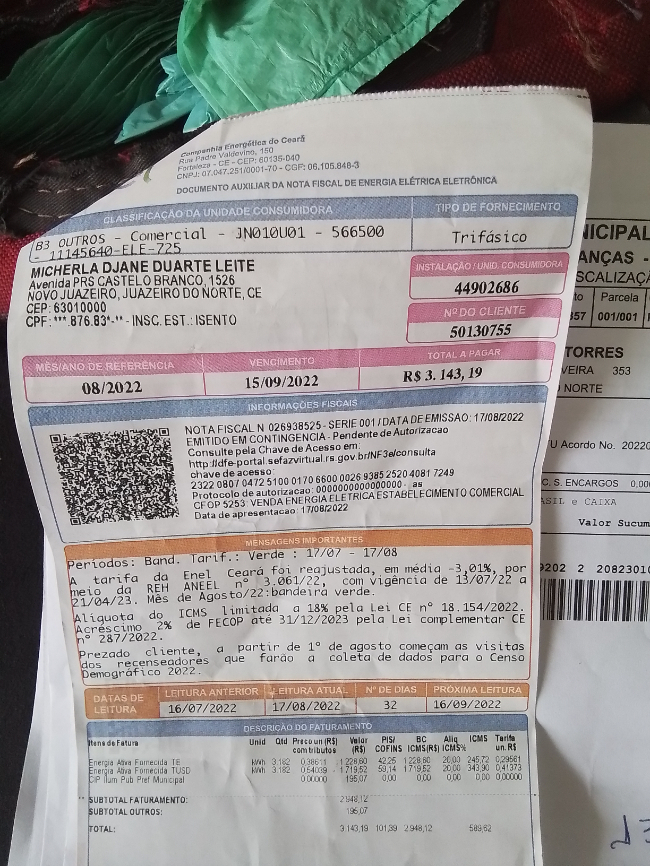 Companhia Energética do Ceará
Rua Padre Valdevino, 150
Fortaleza - CE - CEP: 60135-040
CNPJ: 07.047.251/0001-70 - CGF: 06.105.848-3
DOCUMENTO AUXILIAR DA NOTA FISCAL DE ENERGIA ELÉTRICA ELETRÔNICA
CLASSIFICAÇÃO DA UNIDADE CONSUMIDORA
TIPO DE FORNECIMENTO
B3 OUTROS - Comercial - JN010U01 - 566500
- 11145640-ELE-725
Trifásico
MICHERLA DJANE DUARTE LEITE
Avenida PRS CASTELO BRANCO, 1526
NOVO JUAZEIRO, JUAZEIRO DO NORTE, CE
CEP: 63010000
CPF: *** 876.83*-** - INSC. EST.: ISENTO
INSTALAÇÃO / UNID. CONSUMIDORA
44902686
Nº DO CLIENTE
50130755
MÊS/ANO DE REFERÊNCIA
VENCIMENTO
TOTAL A PAGAR
08/2022
15/09/2022
R$ 3. 143, 19
INFORMAÇÕES FISCAIS
NOTA FISCAL N 026938525 - SERIE 001 / DATA DE EMISSÃO: 17/08/2022
EMITIDO EM CONTINGENCIA - Pendente de Autorizacao
Consulte pela Chave de Acesso em:
http://dfe-portal.sefazvirtual.rs.gov.br/NF3e/consulta
chave de acesso:
2322 0807 0472 5100 0170 6600 0026 9385 2520 4081 7249
Protocolo de autorizacao: 0000000000000000 - as
CFOP 5253: VENDA ENERGIA ELETRICA ESTABELECIMENTO COMERCIAL
Data de apresentacao: 17/08/2022
MENSAGENS IMPORTANTES
Períodos: Band. Tarif.: Verde : 17/07 - 17/08
A tarifa da Enel Ceará foi reajustada, em média -3,01%, por
meio da REH ANEEL nº 3.061/22, com vigência de 13/07/22 a
21/04/23. Mês de Agosto/22:bandeira verde.
Alíquota do ICMS limitada a 18% pela Lei CE nº 18.154/2022.
Acréscimo 2% de FECOP até 31/12/2023 pela Lei complementar CE
nº 287/2022.
Prezado cliente, a partir de 1º de agosto começam as visitas
dos recenseadores que farão a coleta de dados para o Censo
Demográfico 2022.
DATAS DE
LEITURA
LEITURA ANTERIOR
LEITURA ATUAL
Nº DE DIAS
PRÓXIMA LEITURA
16/07/2022
17/08/2022
32
16/09/2022
DESCRIÇÃO DO FATURAMENTO
Itens de Fatura Unid Qtd Preço un (R$) com tributos Valor (R$) PIS/ COFINS BC ICMS(R$) Aliq ICMS% ICMS Tarifa un. R$
Energia Ativa Fornecida TE kWh 3.182 0,38611 1.228,60 42,25 1.228,60 20,00 245,72 0,29561
Energia Ativa Fornecida TUSD kWh 3.182 0,54039 1.719,52 59,14 1.719,52 20,00 343,90 0,41373
CIP Ilum Pub Pref Municipal 0,00000 195,07 0,00 0,00 0,00 0,00 0,00000
SUBTOTAL FATURAMENTO: 2.948,12
SUBTOTAL OUTROS: 195,07
TOTAL: 3.143,19 101,39 2.948,12 589,62
NICIPAL
ANÇAS -
SCALIZAÇÃ
Parcela
357 001/001
TORRES
VEIRA 353
NORTE
U Acordo No. 20220
C. S. ENCARGOS
ASIL e CAIXA
Valor Sucum
9202 2 2082301